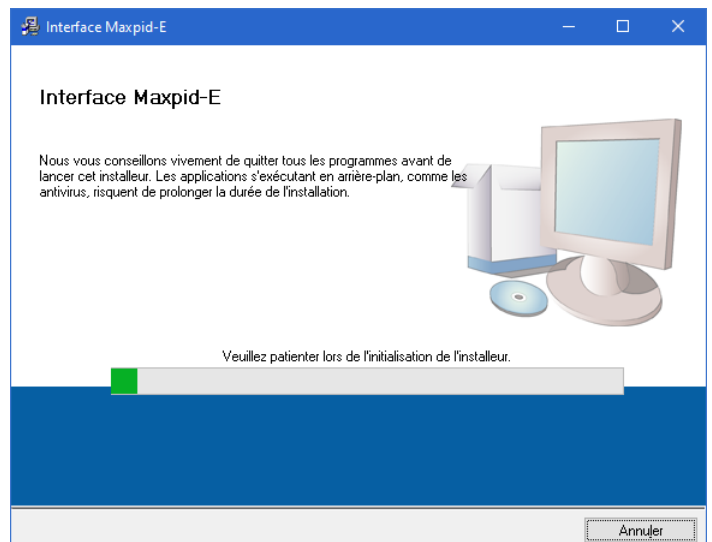 Interface Maxpid-E
Interface Maxpid-E
Nous vous conseillons vivement de quitter tous les programmes avant de
lancer cet installeur. Les applications s'exécutant en arrière-plan, comme les
antivirus, risquent de prolonger la durée de l'installation.
Veuillez patienter lors de l'initialisation de l'installeur.
Annuler